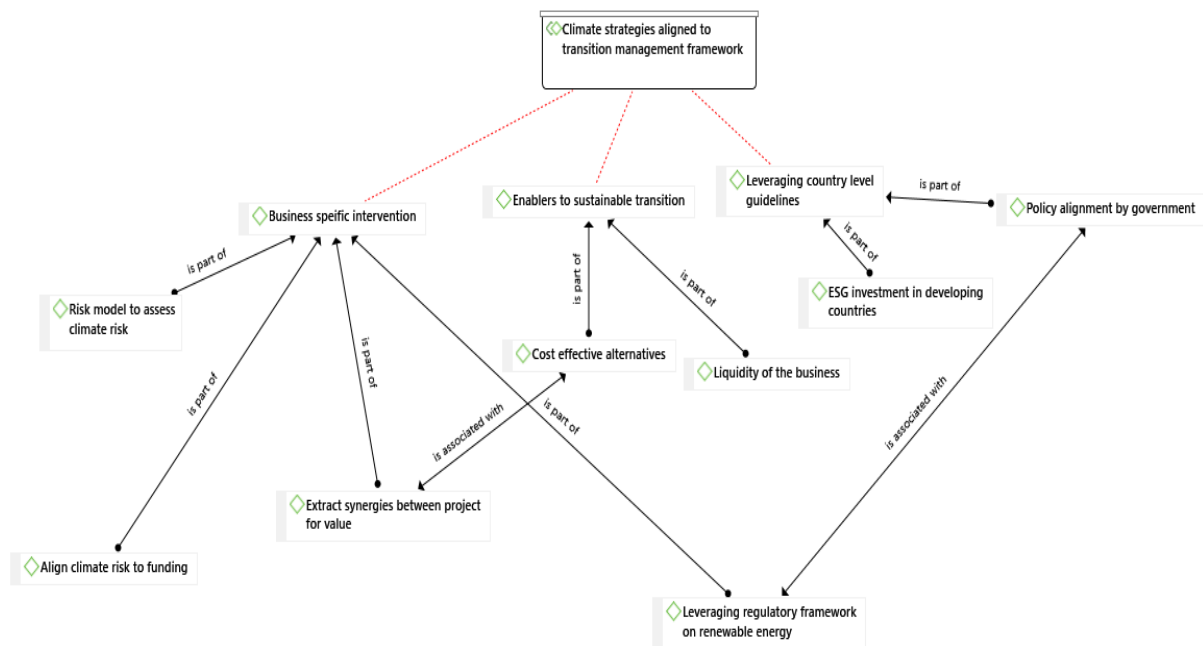 Climate strategies aligned to
transition management framework
Leveraging country level
guidelines
is part of
Policy alignment by government
Enablers to sustainable transition
Business speific intervention
is part of
is part of
is part of
is part of
ESG investment in developing
countries
Risk model to assess
climate risk
Cost effective alternatives
Liquidity of the business
is part of
is part of
is part of
is associated with
is associated with
Extract synergies between project
for value
Align climate risk to funding
Leveraging regulatory framework
on renewable energy